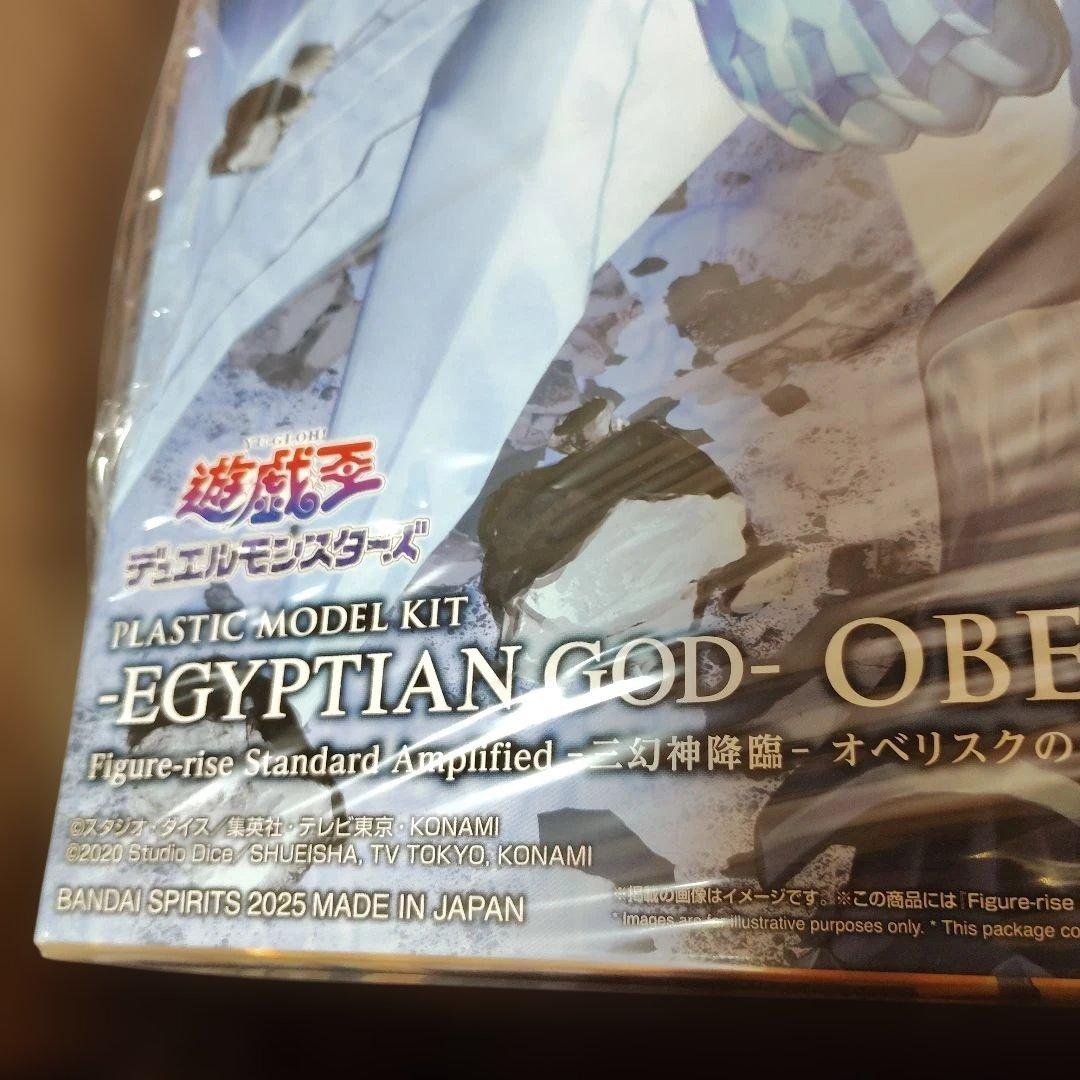 YU-GI-OH!
遊戯王
デュエルモンスターズ
PLASTIC MODEL KIT
-EGYPTIAN GOD- OBE
Figure-rise Standard Amplified -三幻神降臨- オベリスクの
©スタジオ・ダイス/集英社・テレビ東京・KONAMI
©2020 Studio Dice/SHUEISHA, TV TOKYO, KONAMI
BANDAI SPIRITS 2025 MADE IN JAPAN
※掲載の画像はイメージです。※この商品には『Figure-rise
* Images are for illustrative purposes only. * This package co